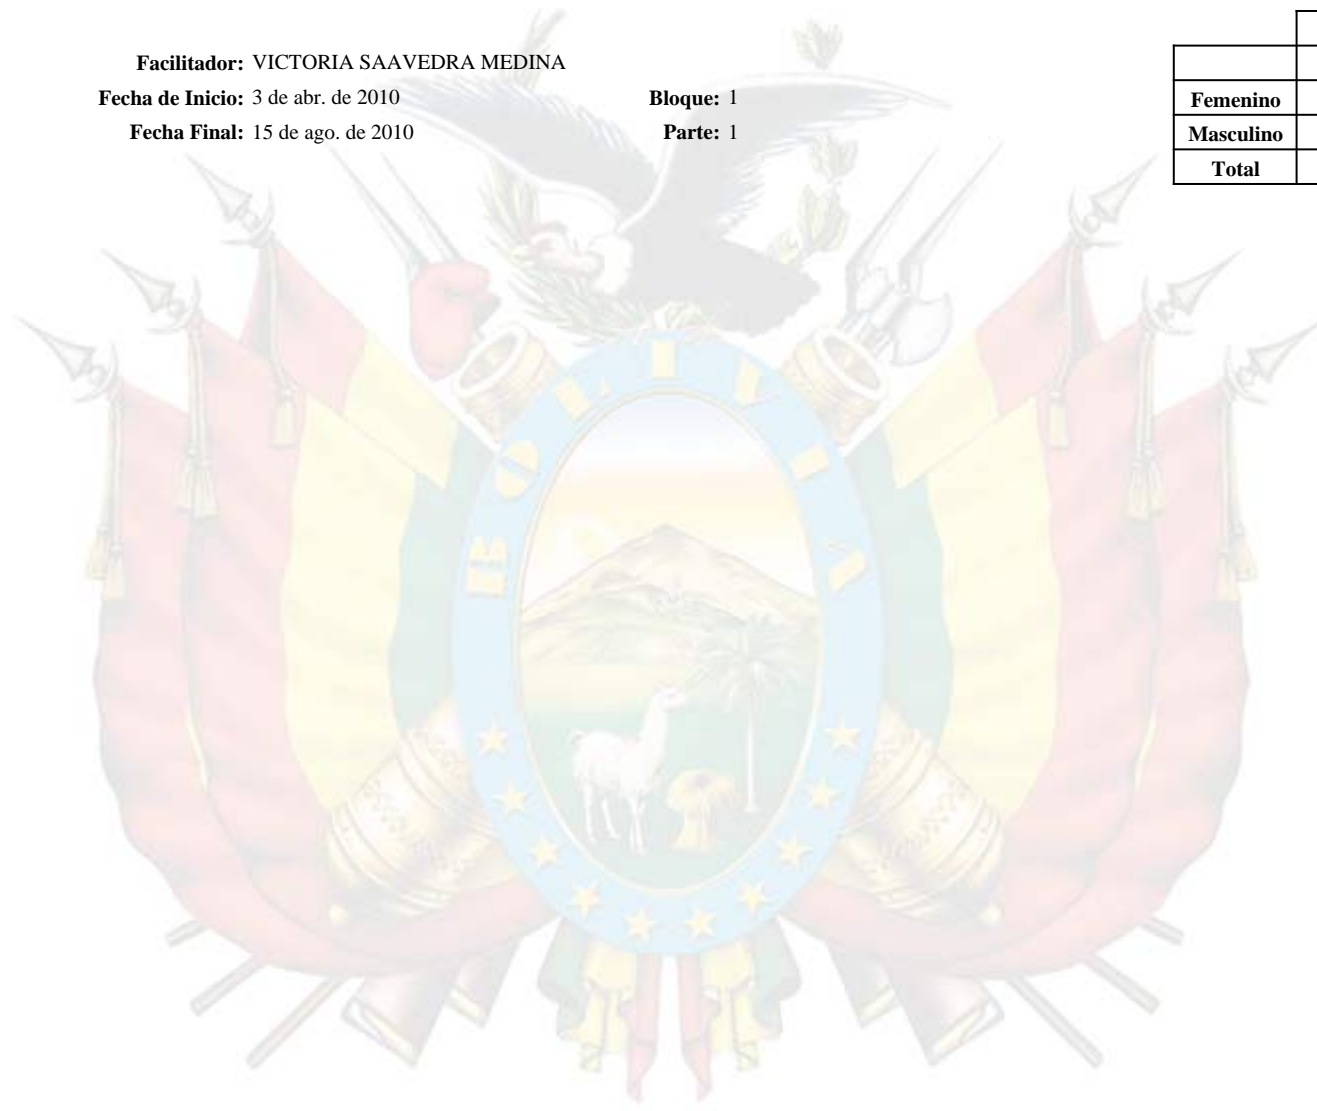 Facilitador: VICTORIA SAAVEDRA MEDINA
Fecha de Inicio: 3 de abr. de 2010 Bloque: 1
Fecha Final: 15 de ago. de 2010 Parte: 1
Femenino
Masculino
Total
BOLIVIA